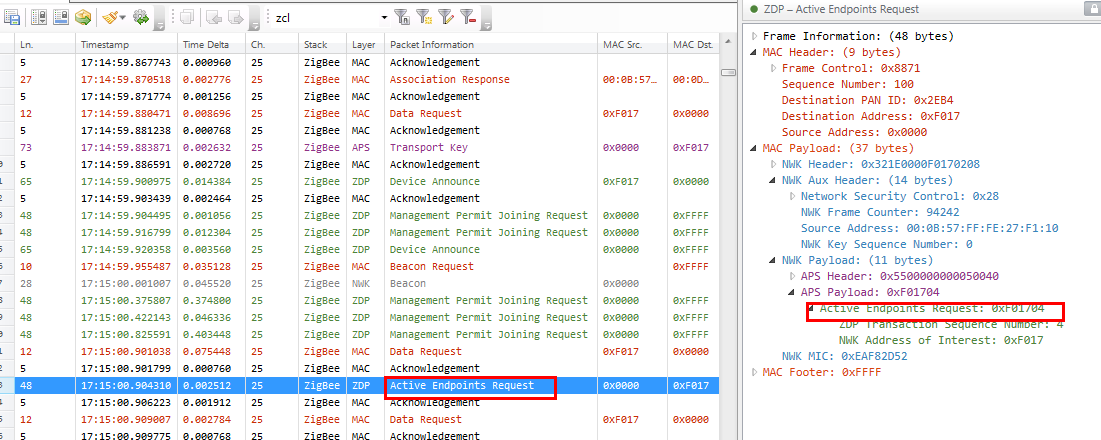 zcl
Ln. Timestamp Time Delta Ch. Stack Layer Packet Information MAC Src. MAC Dst.
5 17:14:59.867743 0.000960 25 ZigBee MAC Acknowledgement
27 17:14:59.870518 0.002776 25 ZigBee MAC Association Response 00:0B:57... 00:0D...
5 17:14:59.871774 0.001256 25 ZigBee MAC Acknowledgement
12 17:14:59.880471 0.008696 25 ZigBee MAC Data Request 0xF017 0x0000
5 17:14:59.881238 0.000768 25 ZigBee MAC Acknowledgement
73 17:14:59.883871 0.002632 25 ZigBee APS Transport Key 0x0000 0xF017
5 17:14:59.886591 0.002720 25 ZigBee MAC Acknowledgement
65 17:14:59.900975 0.014384 25 ZigBee ZDP Device Announce 0xF017 0x0000
5 17:14:59.903439 0.002464 25 ZigBee MAC Acknowledgement
48 17:14:59.904495 0.001056 25 ZigBee ZDP Management Permit Joining Request 0x0000 0xFFFF
48 17:14:59.916799 0.012304 25 ZigBee ZDP Management Permit Joining Request 0x0000 0xFFFF
65 17:14:59.920358 0.003560 25 ZigBee ZDP Device Announce 0x0000 0xFFFF
10 17:14:59.955487 0.035128 25 ZigBee MAC Beacon Request 0xFFFF
28 17:15:00.001007 0.045520 25 ZigBee NWK Beacon 0x0000
48 17:15:00.375807 0.374800 25 ZigBee ZDP Management Permit Joining Request 0x0000 0xFFFF
48 17:15:00.422143 0.046336 25 ZigBee ZDP Management Permit Joining Request 0x0000 0xFFFF
48 17:15:00.825591 0.403448 25 ZigBee ZDP Management Permit Joining Request 0x0000 0xFFFF
12 17:15:00.901038 0.075448 25 ZigBee MAC Data Request 0xF017 0x0000
5 17:15:00.901799 0.000760 25 ZigBee MAC Acknowledgement
48 17:15:00.904310 0.002512 25 ZigBee ZDP Active Endpoints Request 0x0000 0xF017
5 17:15:00.906223 0.001912 25 ZigBee MAC Acknowledgement
12 17:15:00.909007 0.002784 25 ZigBee MAC Data Request 0xF017 0x0000
5 17:15:00.909775 0.000768 25 ZigBee MAC Acknowledgement
ZDP – Active Endpoints Request
Frame Information: (48 bytes)
MAC Header: (9 bytes)
Frame Control: 0x8871
Sequence Number: 100
Destination PAN ID: 0x2EB4
Destination Address: 0xF017
Source Address: 0x0000
MAC Payload: (37 bytes)
NWK Header: 0x321E0000F0170208
NWK Aux Header: (14 bytes)
Network Security Control: 0x28
NWK Frame Counter: 94242
Source Address: 00:0B:57:FF:FE:27:F1:10
NWK Key Sequence Number: 0
NWK Payload: (11 bytes)
APS Header: 0x5500000000050040
APS Payload: 0xF01704
Active Endpoints Request: 0xF01704
ZDP Transaction Sequence Number: 4
NWK Address of Interest: 0xF017
NWK MIC: 0xEAF82D52
MAC Footer: 0xFFFF